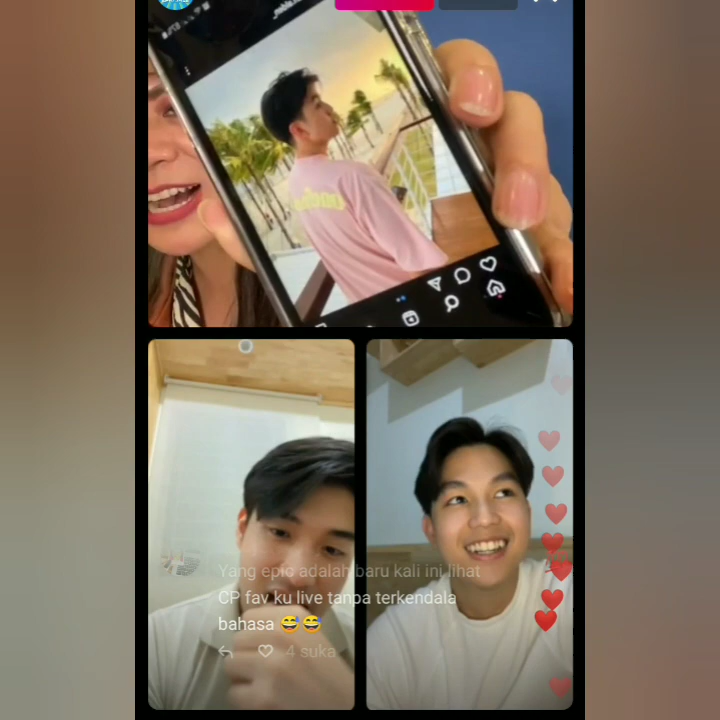 Yang epic adalah baru kali ini lihat
CP fav ku live tanpa terkendala
bahasa 😅😂
4 suka